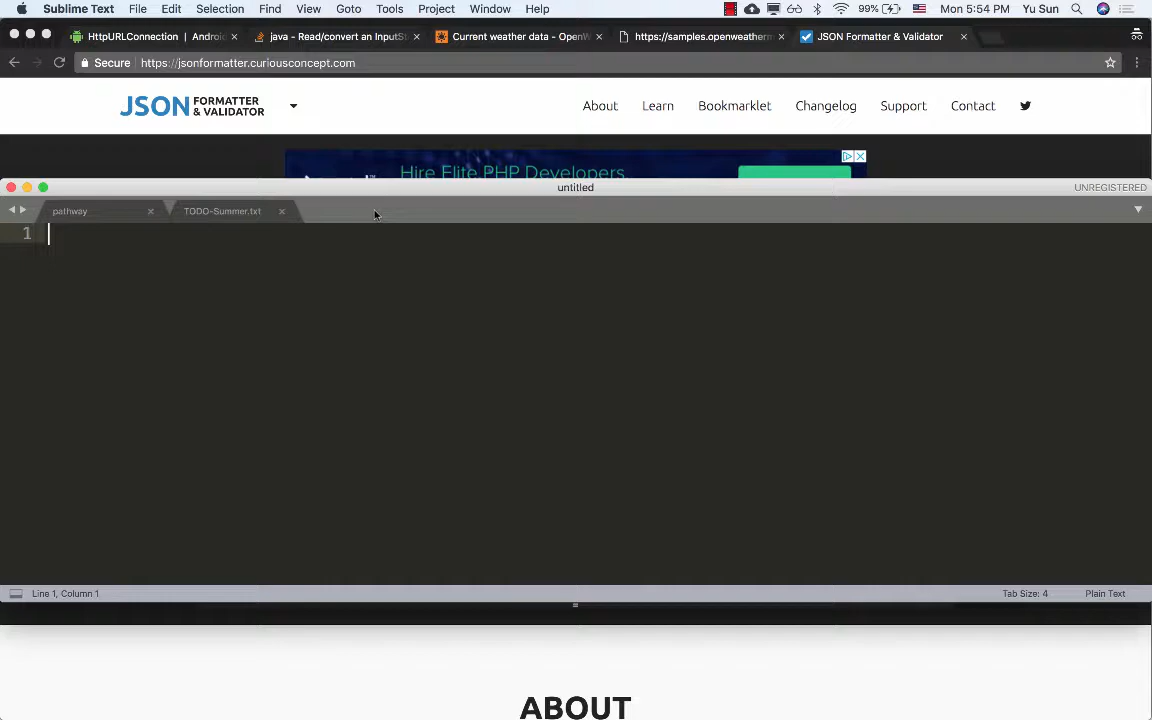 Sublime Text File Edit Selection Find View Goto Tools Project Window Help 99% Mon 5:54 PM Yu Sun
HttpURLConnection | Android java - Read/convert an InputSt Current weather data - OpenW https://samples.openweatherm JSON Formatter & Validator
Secure https://jsonformatter.curiousconcept.com
JSON FORMATTER & VALIDATOR About Learn Bookmarklet Changelog Support Contact
Hire Elite PHP Developers.
untitled UNREGISTERED
pathway TODO-Summer.txt
1
Line 1, Column 1 Tab Size: 4 Plain Text
ABOUT